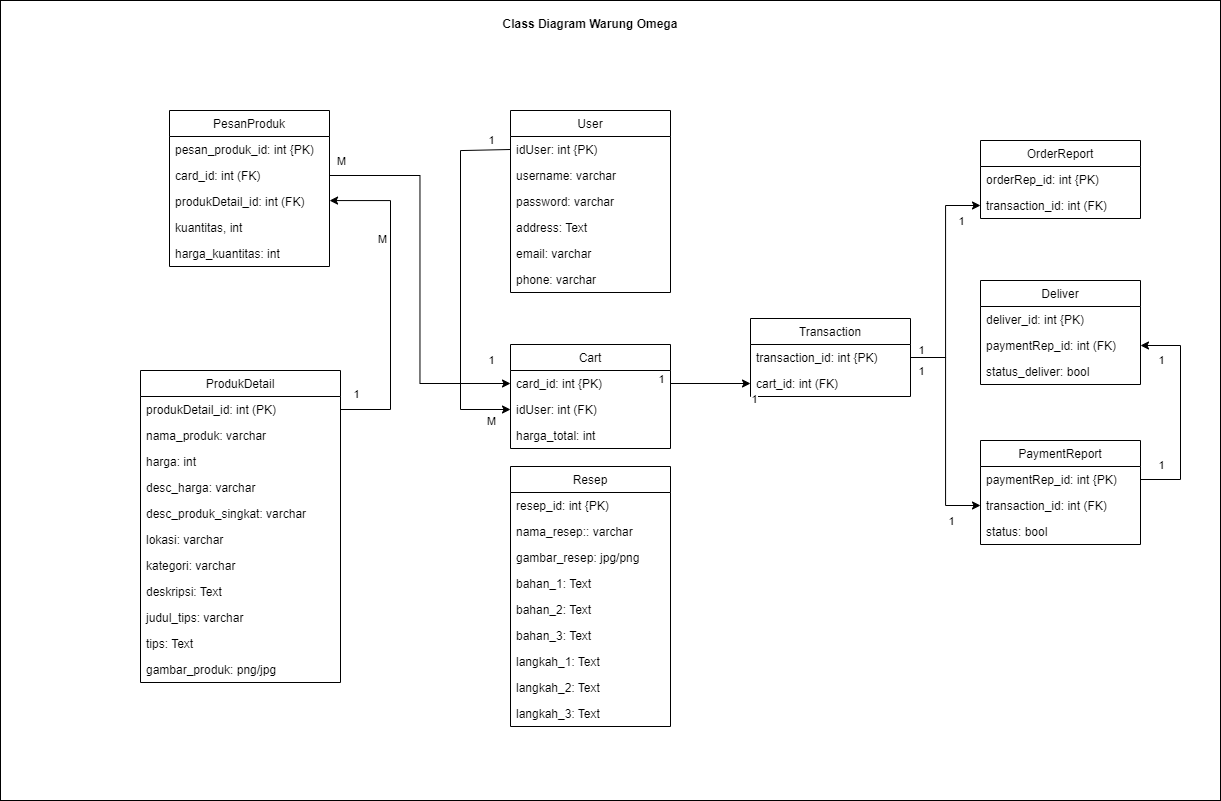 Class Diagram Warung Omega
PesanProduk
pesan_produk_id: int {PK}
card_id: int (FK)
produkDetail_id: int (FK)
kuantitas, int
harga_kuantitas: int
M
M
ProdukDetail
produkDetail_id: int (PK)
nama_produk: varchar
harga: int
desc_harga: varchar
desc_produk_singkat: varchar
lokasi: varchar
kategori: varchar
deskripsi: Text
judul_tips: varchar
tips: Text
gambar_produk: png/jpg
1
User
idUser: int {PK}
username: varchar
password: varchar
address: Text
email: varchar
phone: varchar
1
1
Cart
card_id: int {PK}
idUser: int (FK)
harga_total: int
M
1
Resep
resep_id: int {PK}
nama_resep:: varchar
gambar_resep: jpg/png
bahan_1: Text
bahan_2: Text
bahan_3: Text
langkah_1: Text
langkah_2: Text
langkah_3: Text
Transaction
transaction_id: int {PK}
cart_id: int (FK)
1
1
1
OrderReport
orderRep_id: int {PK}
transaction_id: int (FK)
1
Deliver
deliver_id: int {PK}
paymentRep_id: int (FK)
status_deliver: bool
1
PaymentReport
paymentRep_id: int {PK}
transaction_id: int (FK)
status: bool
1
1